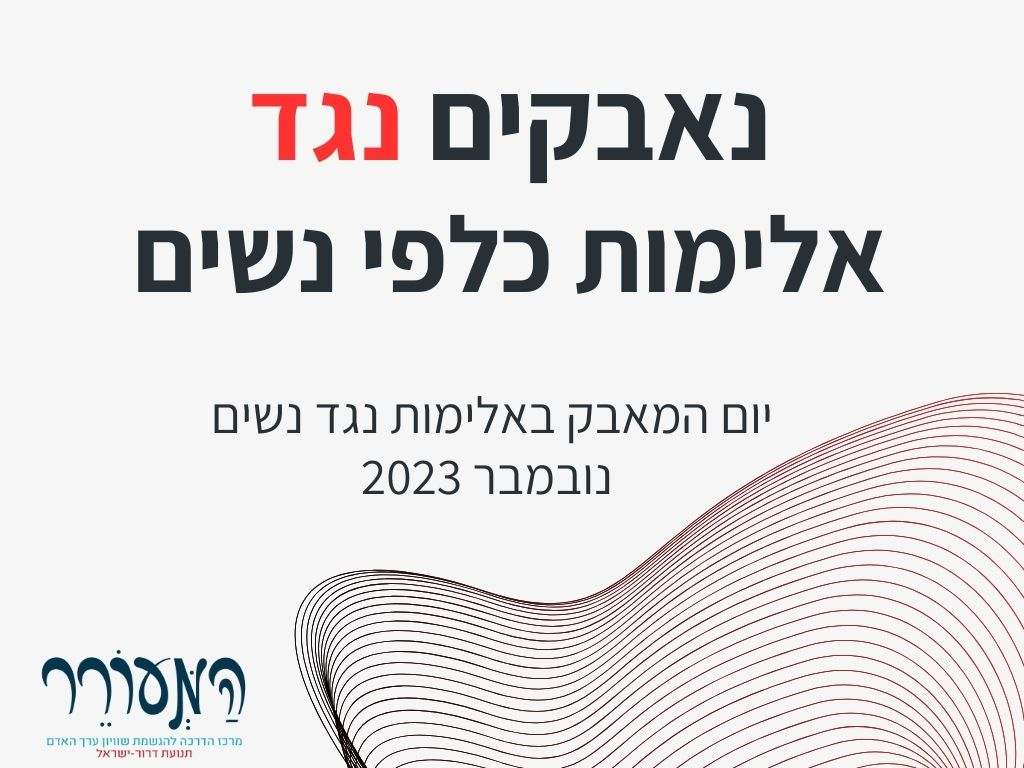 נאבקים נגד
אלימות כלפי נשים
יום המאבק באלימות נגד נשים
נובמבר 2023
הַמְּעוֹרֵר
מרכז הדרכה להגשמת שוויון ערך האדם
תנועת דרור-ישראל